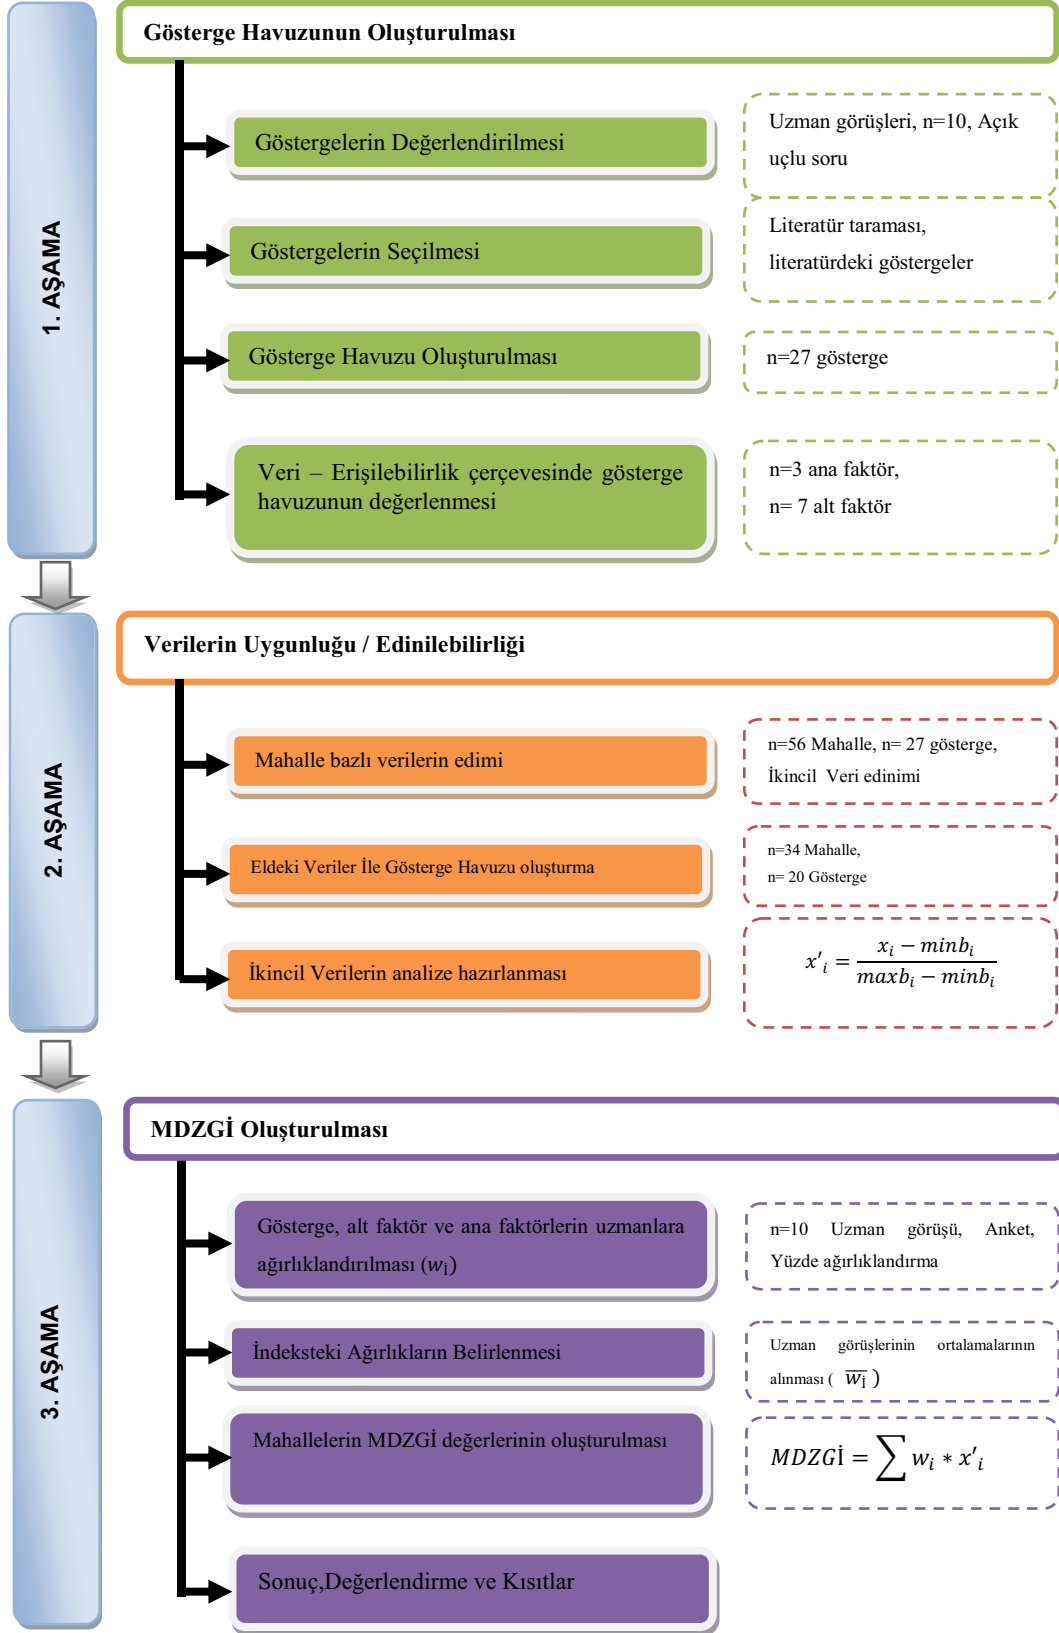 1. AŞAMA
Gösterge Havuzunun Oluşturulması
Göstergelerin Değerlendirilmesi
Uzman görüşleri, n=10, Açık
uçlu soru
Göstergelerin Seçilmesi
Literatür taraması,
literatürdeki göstergeler
Gösterge Havuzu Oluşturulması
n=27 gösterge
Veri – Erişilebilirlik çerçevesinde gösterge
havuzunun değerlenmesi
n=3 ana faktör,
n= 7 alt faktör
2. AŞAMA
Verilerin Uygunluğu / Edinilebirliği
Mahalle bazlı verilerin edimi
n=56 Mahalle, n= 27 gösterge,
İkincil Veri edinimi
Eldeki Veriler İle Gösterge Havuzu oluşturma
n=34 Mahalle,
n= 20 Gösterge
İkincil Verilerin analize hazırlanması
x'ᵢ = (xᵢ − minbᵢ) / (maxbᵢ − minbᵢ)
3. AŞAMA
MDZGİ Oluşturulması
Gösterge, alt faktör ve ana faktörlerin uzmanlara
ağırlıklandırılması (wᵢ)
n=10 Uzman görüşü, Anket,
Yüzde ağırlıklandırma
İndeksteki Ağırlıkların Belirlenmesi
Uzman görüşlerinin ortalamalarının
alınması ( w̅ᵢ )
Mahallelerin MDZGİ değerlerinin oluşturulması
MDZGİ = ∑ wᵢ * x'ᵢ
Sonuç,Değerlendirme ve Kısıtlar